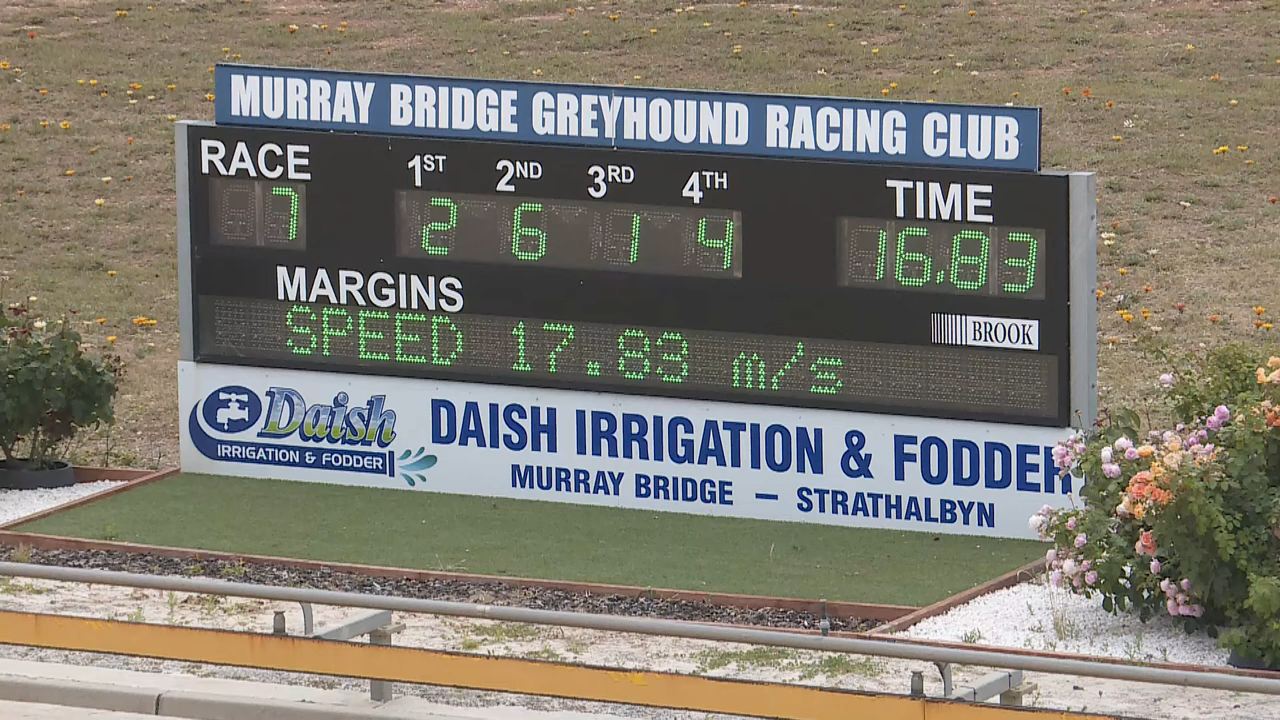 MURRAY BRIDGE GREYHOUND RACING CLUB
RACE 1ST 2ND 3RD 4TH TIME
7 2 6 1 4 16.83
MARGINS
BROOK
SPEED 17.83 m/s
Daish
IRRIGATION & FODDER
DAISH IRRIGATION & FODDER
MURRAY BRIDGE – STRATHALBYN